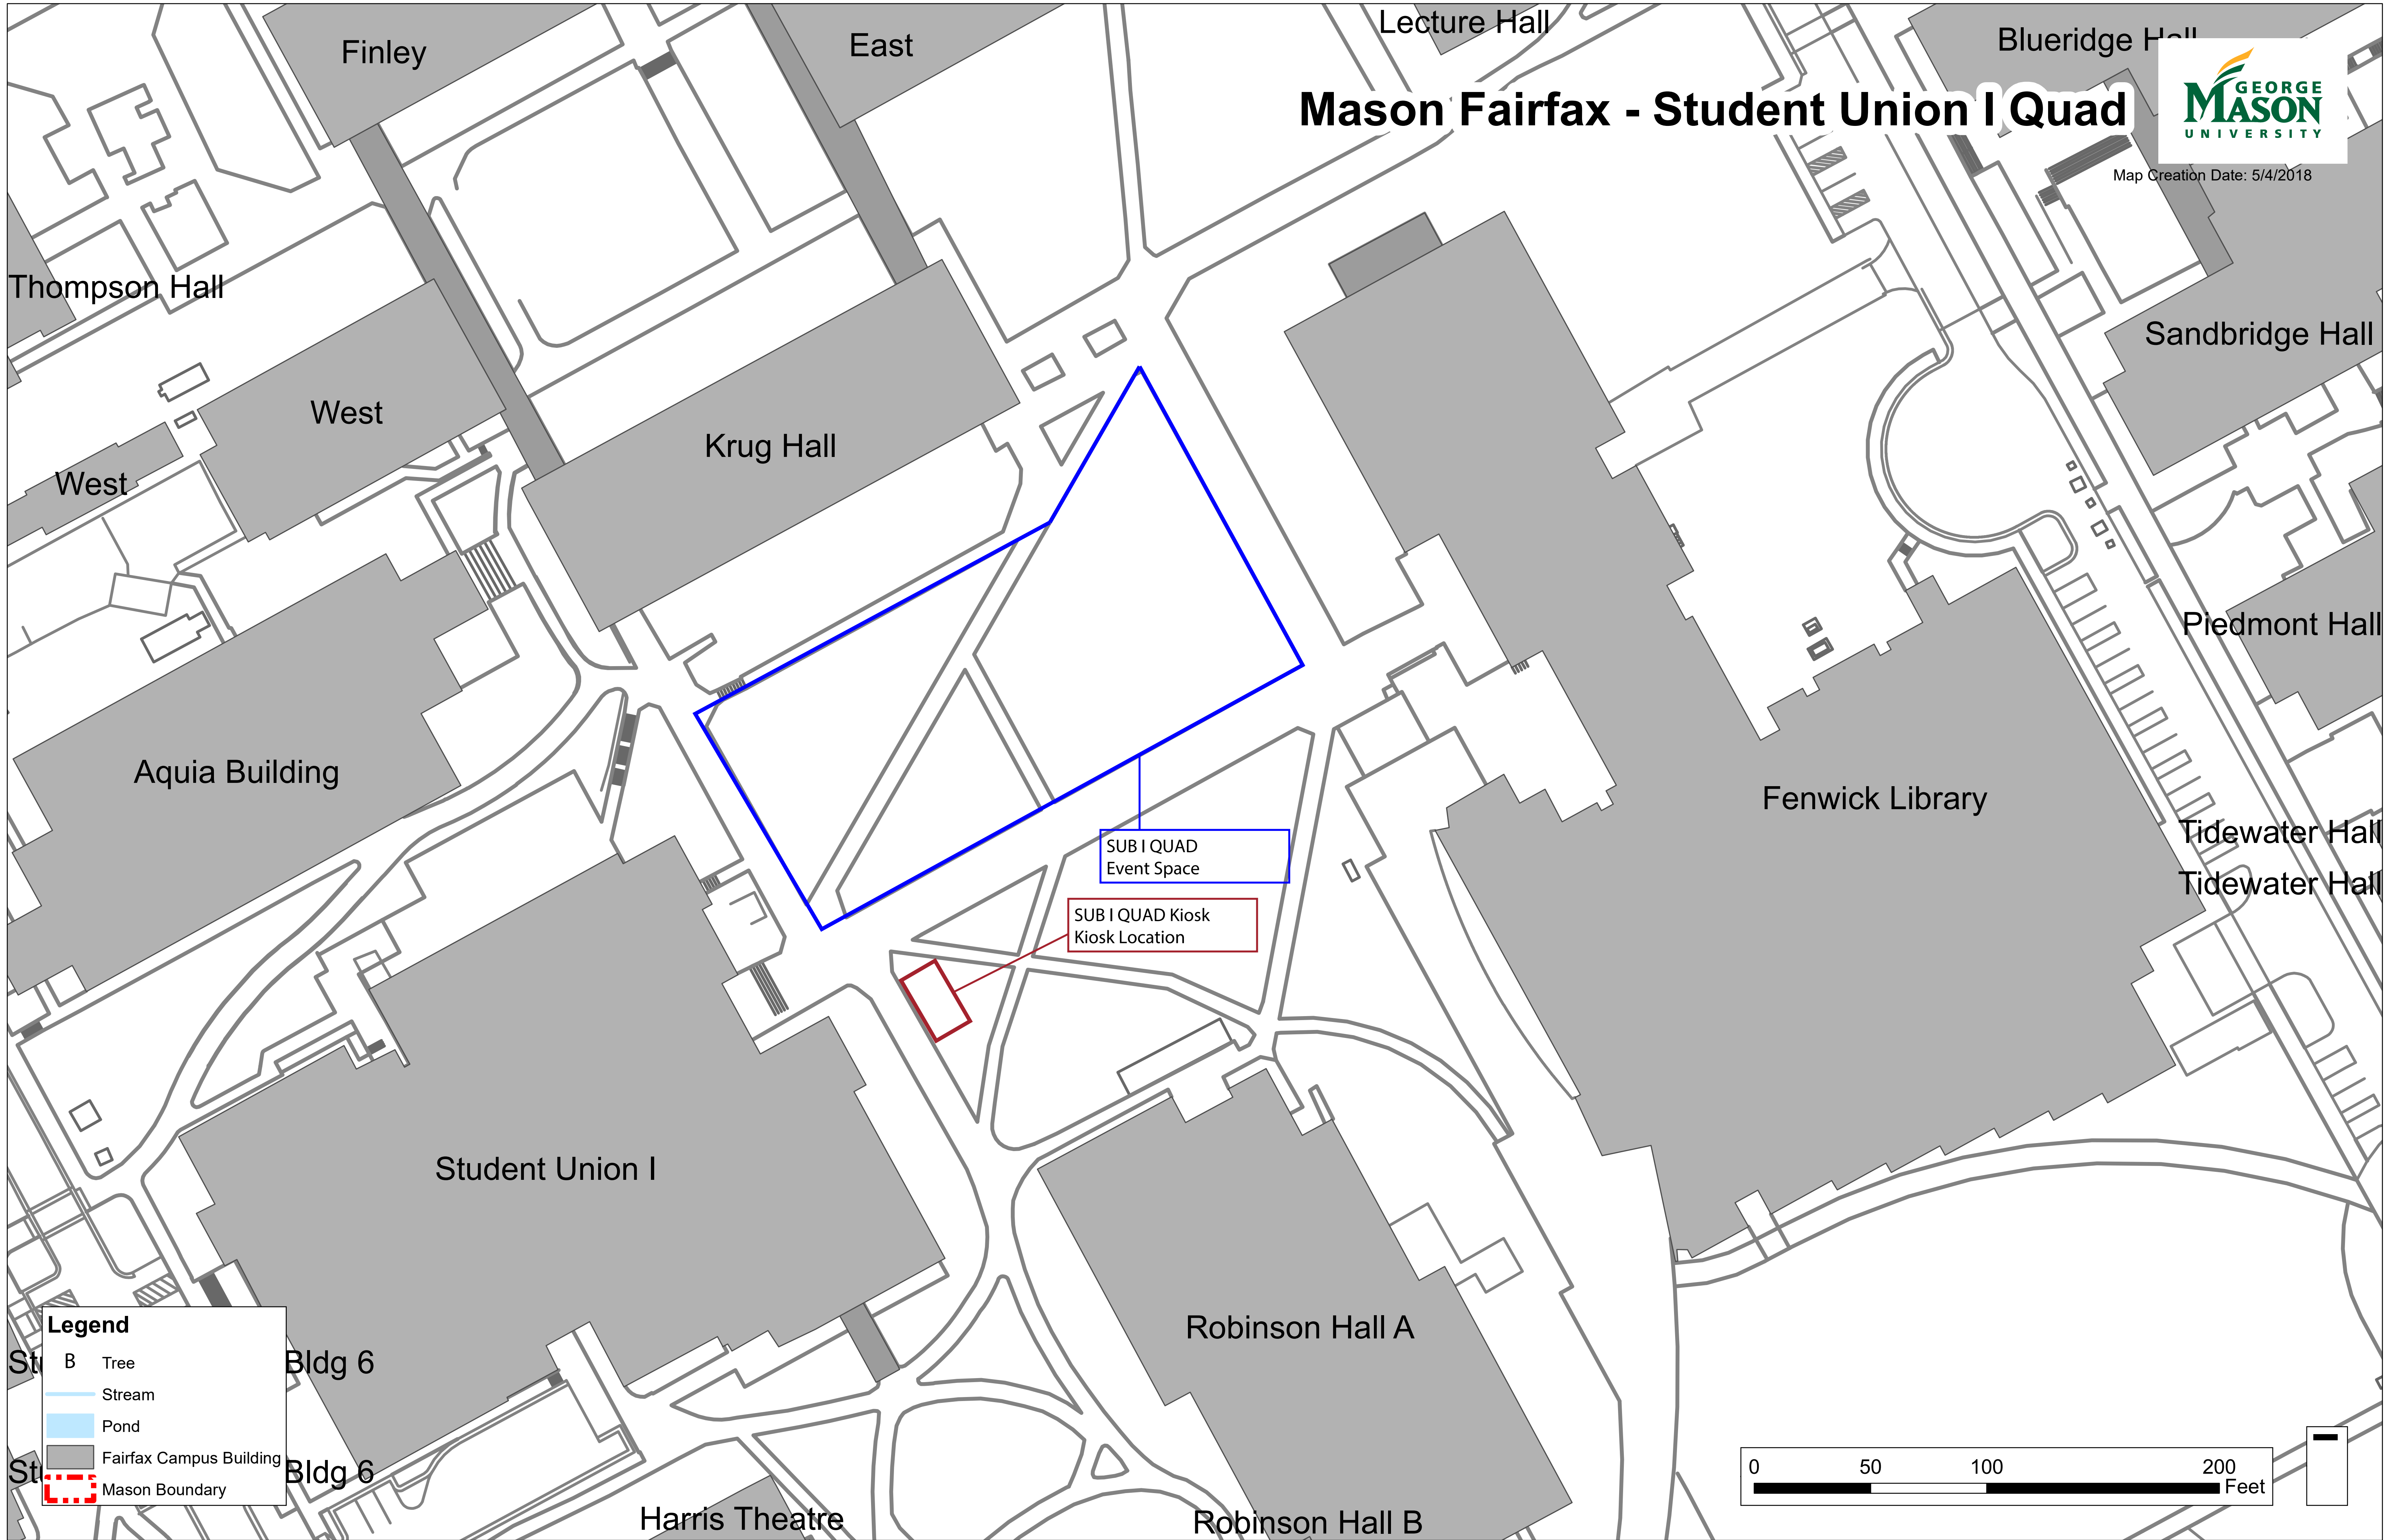 Finley
East
Lecture Hall
Blueridge Hall
Mason Fairfax - Student Union I Quad
GEORGE
MASON
UNIVERSITY
Map Creation Date: 5/4/2018
Thompson Hall
Sandbridge Hall
West
Krug Hall
West
Piedmont Hall
Aquia Building
Fenwick Library
Tidewater Hall
SUB I QUAD
Event Space
Tidewater Hall
SUB I QUAD Kiosk
Kiosk Location
Student Union I
Robinson Hall A
Legend
B Tree
Stream
Pond
Fairfax Campus Building
Mason Boundary
Bldg 6
Bldg 6
0 50 100 200
Feet
Harris Theatre
Robinson Hall B